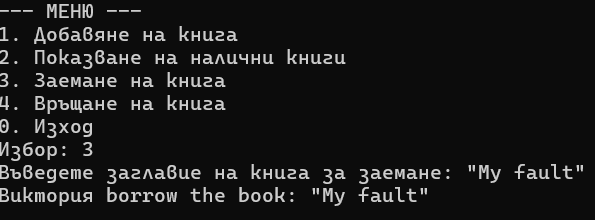 --- МЕНЮ ---
1. Добавяне на книга
2. Показване на налични книги
3. Заемане на книга
4. Връщане на книга
0. Изход
Избор: 3
Въведете заглавие на книга за заемане: "My fault"
Виктория borrow the book: "My fault"